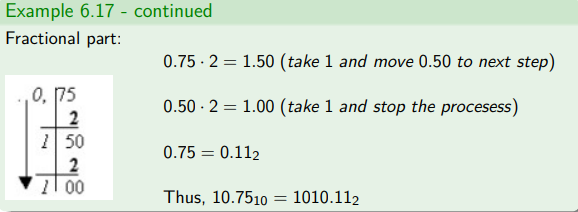 Example 6.17 - continued
Fractional part:
0.75 · 2 = 1.50 (take 1 and move 0.50 to next step)
0.50 · 2 = 1.00 (take 1 and stop the procesess)
0.75 = 0.11₂
Thus, 10.75₁₀ = 1010.11₂
0, 75
2
1 50
2
1 00